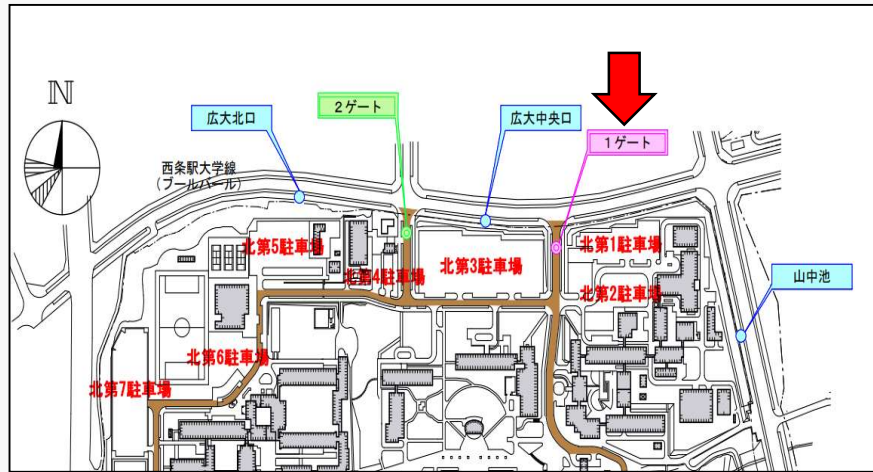 N
2ゲート
広大北口
広大中央口
1ゲート
西条駅大学線
(ブールバール)
北第5駐車場
北第4駐車場
北第3駐車場
北第1駐車場
北第2駐車場
山中池
北第6駐車場
北第7駐車場